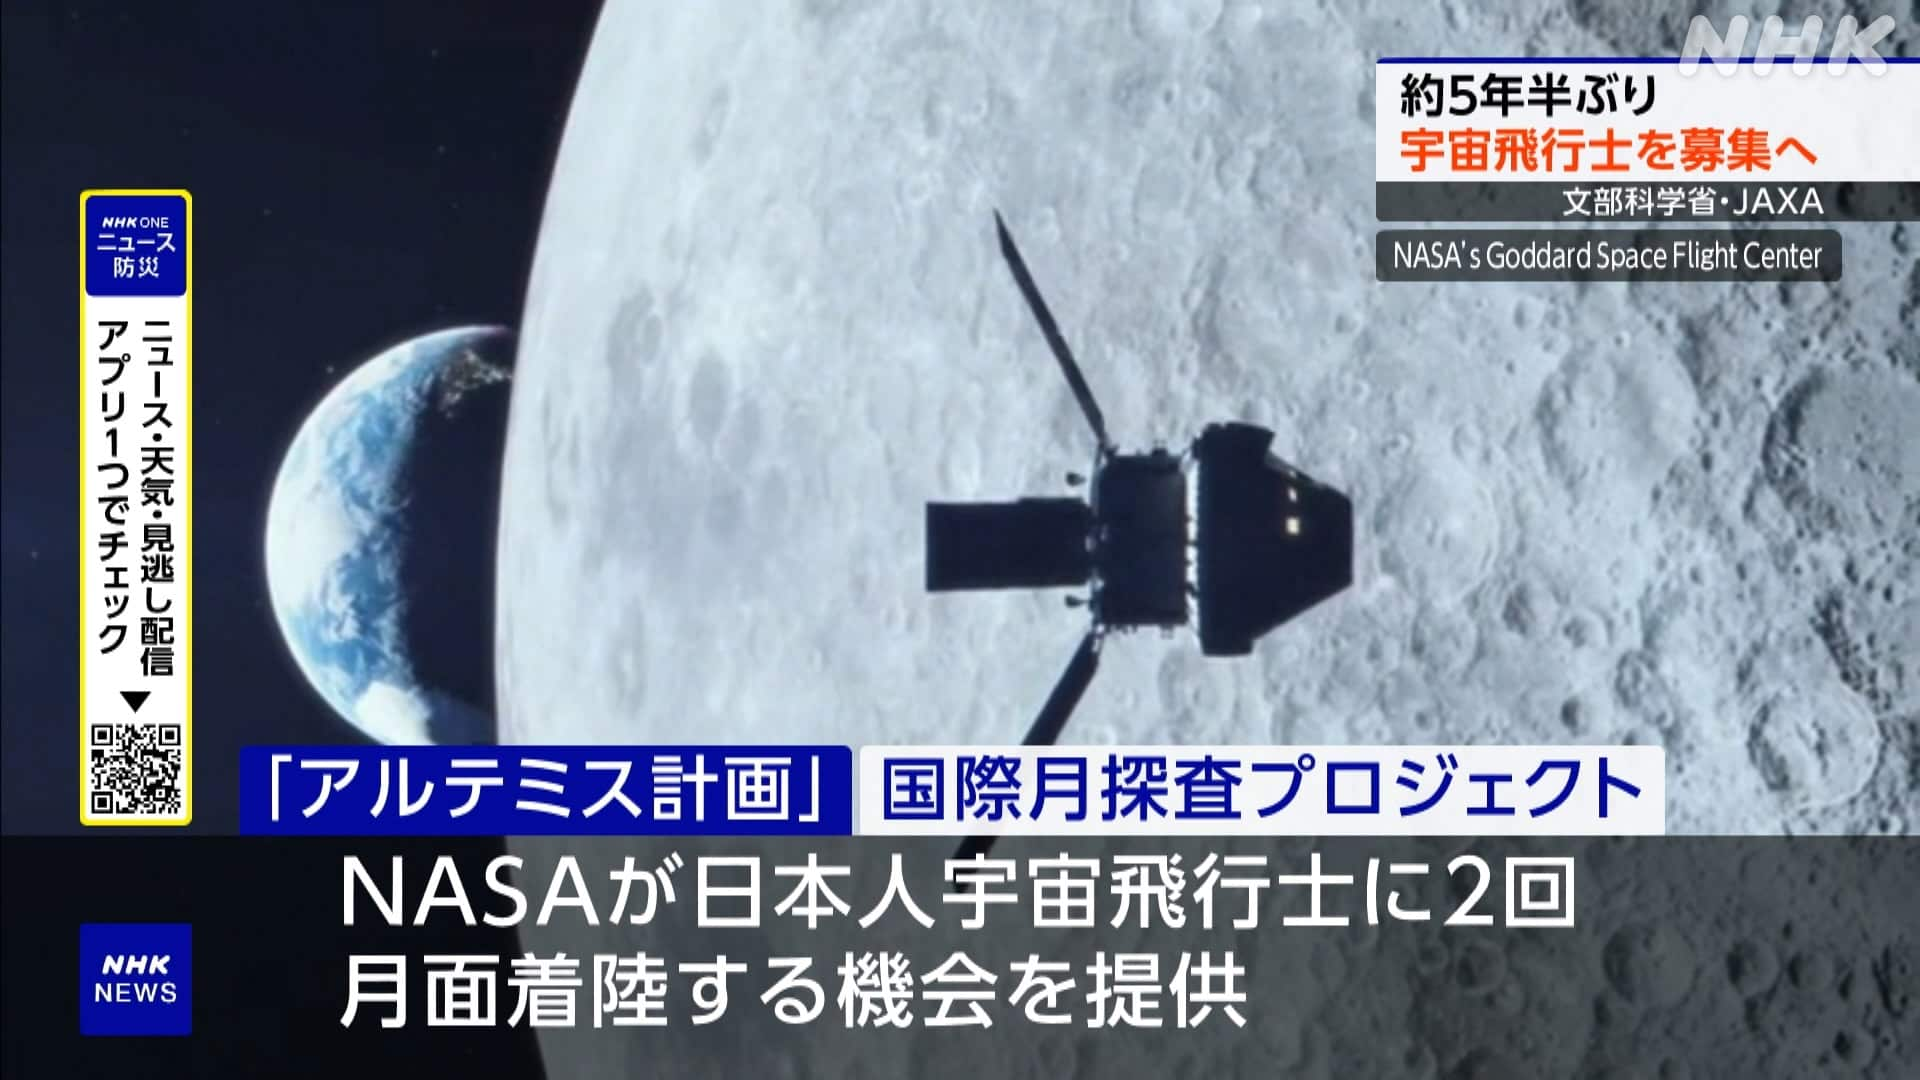 NHK
約5年半ぶり
宇宙飛行士を募集へ
文部科学省・JAXA
NASA's Goddard Space Flight Center
NHK ONE
ニュース
防災
ニュース・天気・見逃し配信
アプリ1つでチェック
「アルテミス計画」 国際月探査プロジェクト
NASAが日本人宇宙飛行士に2回
月面着陸する機会を提供
NHK
NEWS